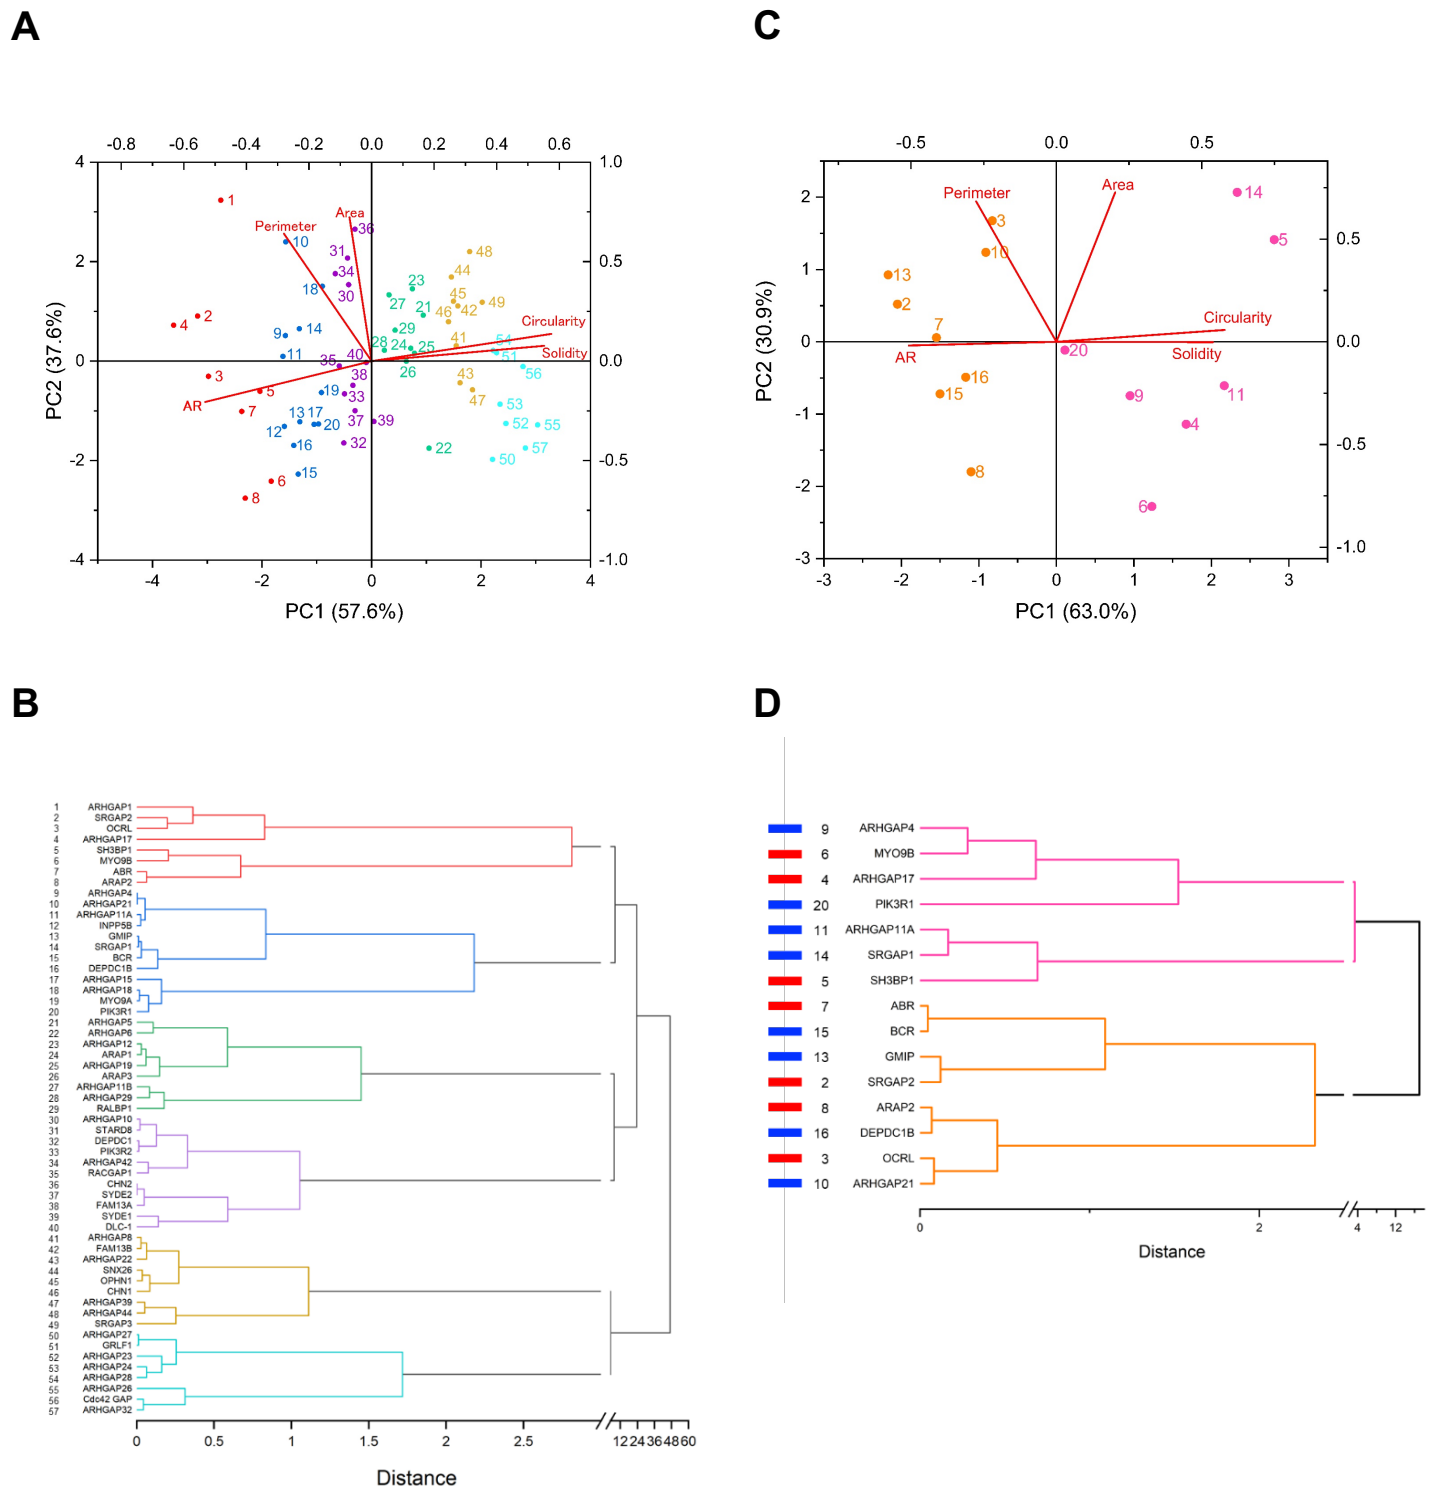 A
-0.8 -0.6 -0.4 -0.2 0.0 0.2 0.4 0.6
4 2 0 -2 -4
1.0 0.5 0.0 -0.5 -1.0
-4 -2 0 2 4
PC2 (37.6%)
PC1 (57.6%)
Perimeter
Area
Circularity
Solidity
AR
1
36
10
31
48
34
44
18
30
23
27
45
42
49
2
4
21
46
9
14
29
41
54
28
24
25
51
11
35
40
26
56
3
38
43
5
19
33
47
7
37
53
13
17
12
20
39
52
55
16
32
22
57
15
50
6
8
C
-0.5 0.0 0.5
2 1 0 -1 -2 -3
0.5 0.0 -0.5 -1.0
-3 -2 -1 0 1 2 3
PC2 (30.9%)
PC1 (63.0%)
Perimeter
Area
Circularity
Solidity
AR
14
3
5
10
13
2
7
20
16
11
15
9
4
8
6
B
1 ARHGAP1
2 SRGAP2
3 OCRL
4 ARHGAP17
5 SH3BP1
6 MYO9B
7 ABR
8 ARAP2
9 ARHGAP4
10 ARHGAP21
11 ARHGAP11A
12 INPP5B
13 GMIP
14 SRGAP1
15 BCR
16 DEPDC1B
17 ARHGAP15
18 ARHGAP18
19 MYO9A
20 PIK3R1
21 ARHGAP5
22 ARHGAP6
23 ARHGAP12
24 ARAP1
25 ARHGAP19
26 ARAP3
27 ARHGAP11B
28 ARHGAP29
29 RALBP1
30 ARHGAP10
31 STARD8
32 DEPDC1
33 PIK3R2
34 ARHGAP42
35 RACGAP1
36 CHN2
37 SYDE2
38 FAM13A
39 SYDE1
40 DLC-1
41 ARHGAP8
42 FAM13B
43 ARHGAP22
44 SNX26
45 OPHN1
46 CHN1
47 ARHGAP39
48 ARHGAP44
49 SRGAP3
50 ARHGAP27
51 GRLF1
52 ARHGAP23
53 ARHGAP24
54 ARHGAP28
55 ARHGAP26
56 Cdc42 GAP
57 ARHGAP32
0 0.5 1 1.5 2 2.5 12 24 36 48 60
Distance
D
9 ARHGAP4
6 MYO9B
4 ARHGAP17
20 PIK3R1
11 ARHGAP11A
14 SRGAP1
5 SH3BP1
7 ABR
15 BCR
13 GMIP
2 SRGAP2
8 ARAP2
16 DEPDC1B
3 OCRL
10 ARHGAP21
0 2 4 12
Distance